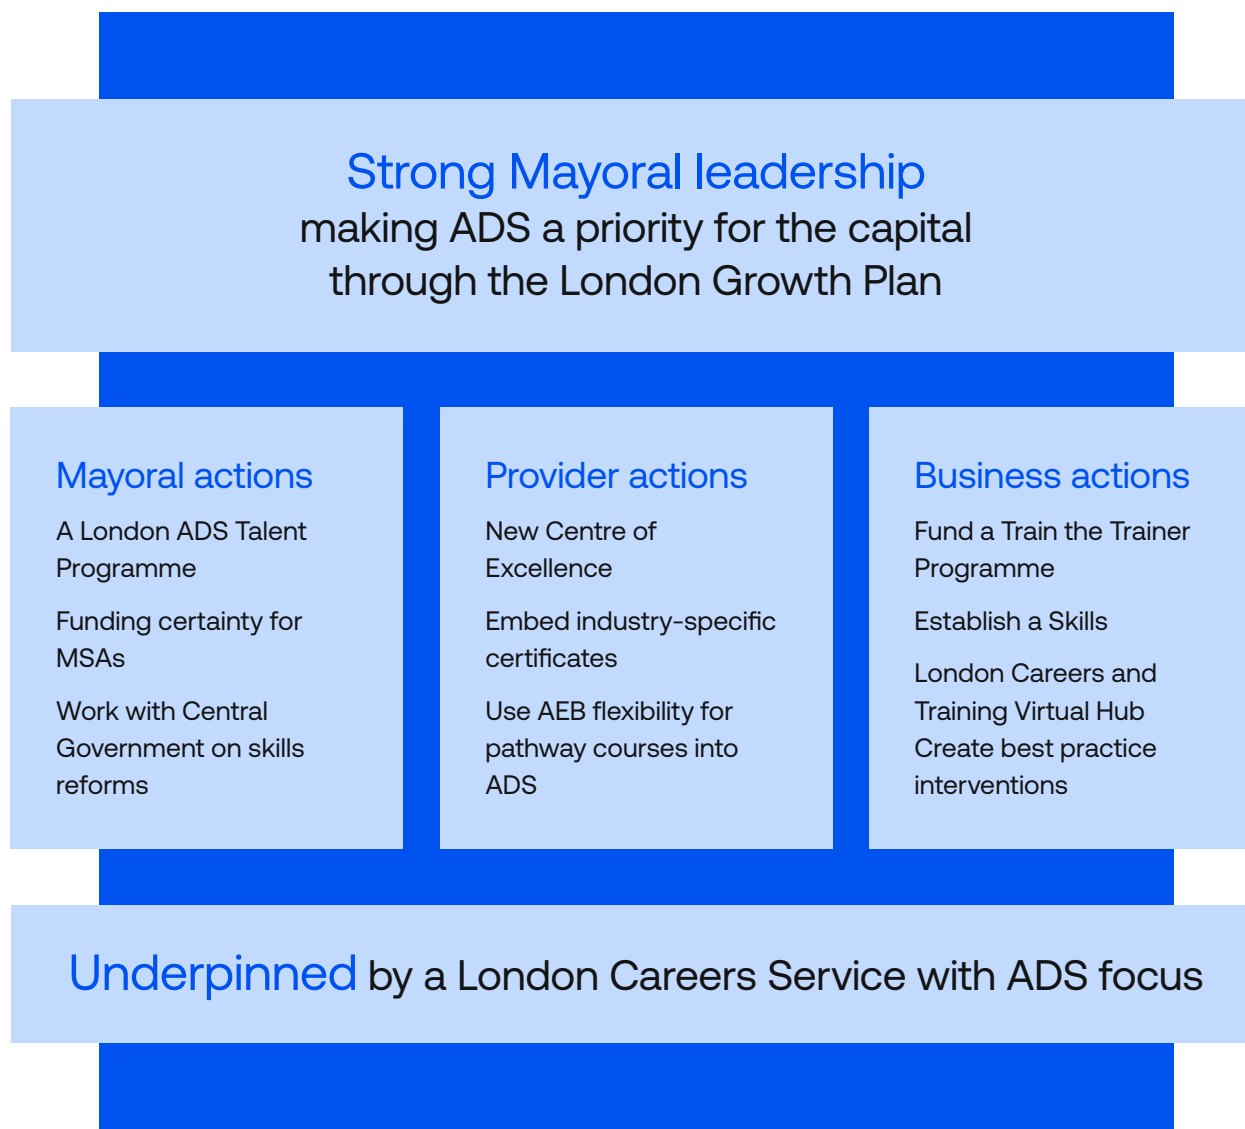 Strong Mayoral leadership
making ADS a priority for the capital
through the London Growth Plan
Mayoral actions
A London ADS Talent
Programme
Funding certainty for
MSAs
Work with Central
Government on skills
reforms
Provider actions
New Centre of
Excellence
Embed industry-specific
certificates
Use AEB flexibility for
pathway courses into
ADS
Business actions
Fund a Train the Trainer
Programme
Establish a Skills
London Careers and
Training Virtual Hub
Create best practice
interventions
Underpinned by a London Careers Service with ADS focus